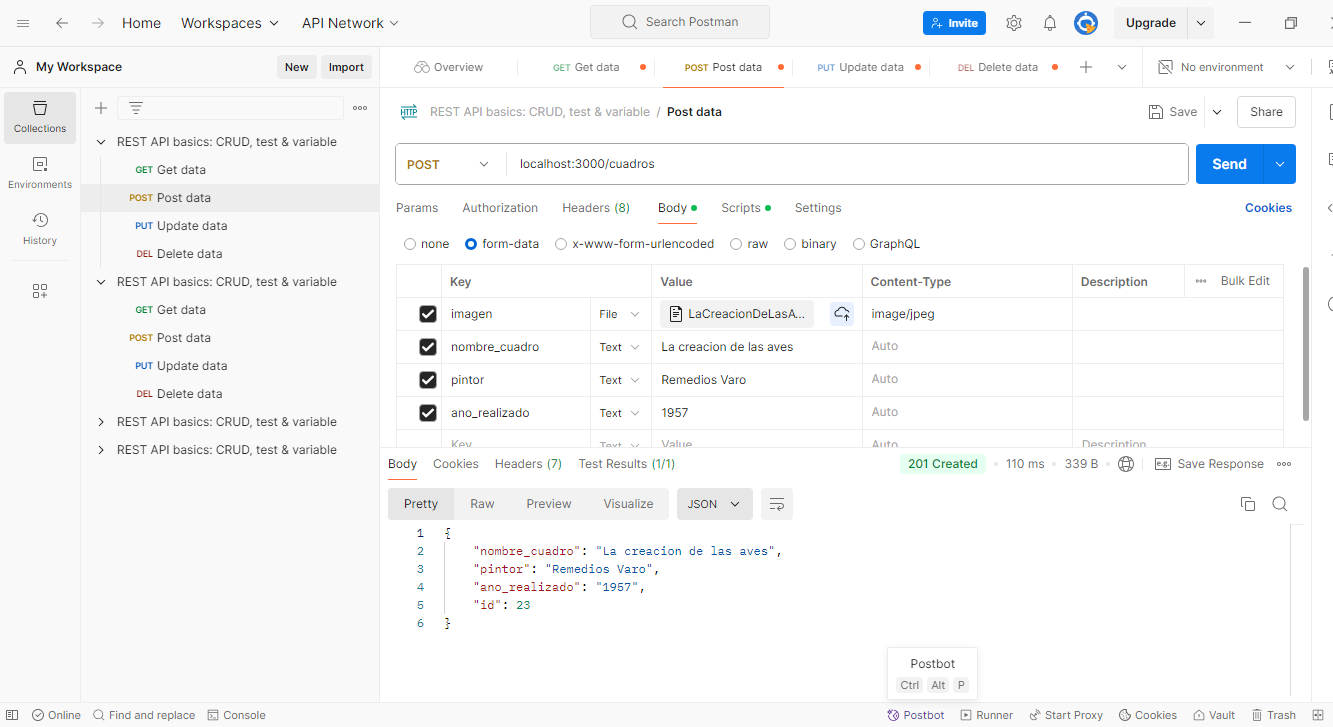 Home Workspaces API Network Search Postman Invite Upgrade
My Workspace New Import Overview GET Get data POST Post data PUT Update data DEL Delete data No environment
Collections
Environments
History
REST API basics: CRUD, test & variable
GET Get data
POST Post data
PUT Update data
DEL Delete data
REST API basics: CRUD, test & variable
GET Get data
POST Post data
PUT Update data
DEL Delete data
REST API basics: CRUD, test & variable
REST API basics: CRUD, test & variable
HTTP REST API basics: CRUD, test & variable / Post data Save Share
POST localhost:3000/cuadros Send
Params Authorization Headers (8) Body Scripts Settings Cookies
none form-data x-www-form-urlencoded raw binary GraphQL
Key Value Content-Type Description Bulk Edit
imagen File LaCreacionDeLasA... image/jpeg
nombre_cuadro Text La creacion de las aves Auto
pintor Text Remedios Varo Auto
ano_realizado Text 1957 Auto
Key Text Value Auto Description
Body Cookies Headers (7) Test Results (1/1) 201 Created 110 ms 339 B e.g. Save Response
Pretty Raw Preview Visualize JSON
1 {
2 "nombre_cuadro": "La creacion de las aves",
3 "pintor": "Remedios Varo",
4 "ano_realizado": "1957",
5 "id": 23
6 }
Postbot
Ctrl Alt P
Online Find and replace Console Postbot Runner Start Proxy Cookies Vault Trash